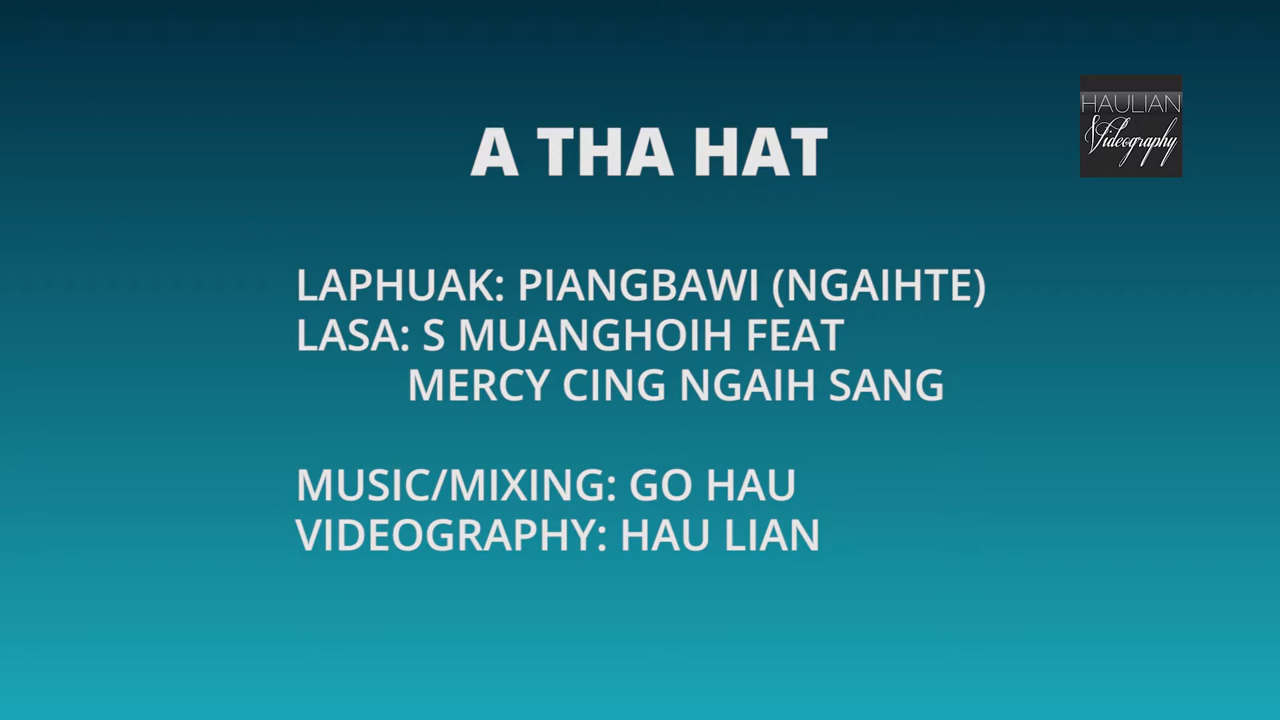 HAULIAN
Videography
A THA HAT
LAPHUAK: PIANGBAWI (NGAIHTE)
LASA: S MUANGHOIH FEAT
MERCY CING NGAIH SANG
MUSIC/MIXING: GO HAU
VIDEOGRAPHY: HAU LIAN